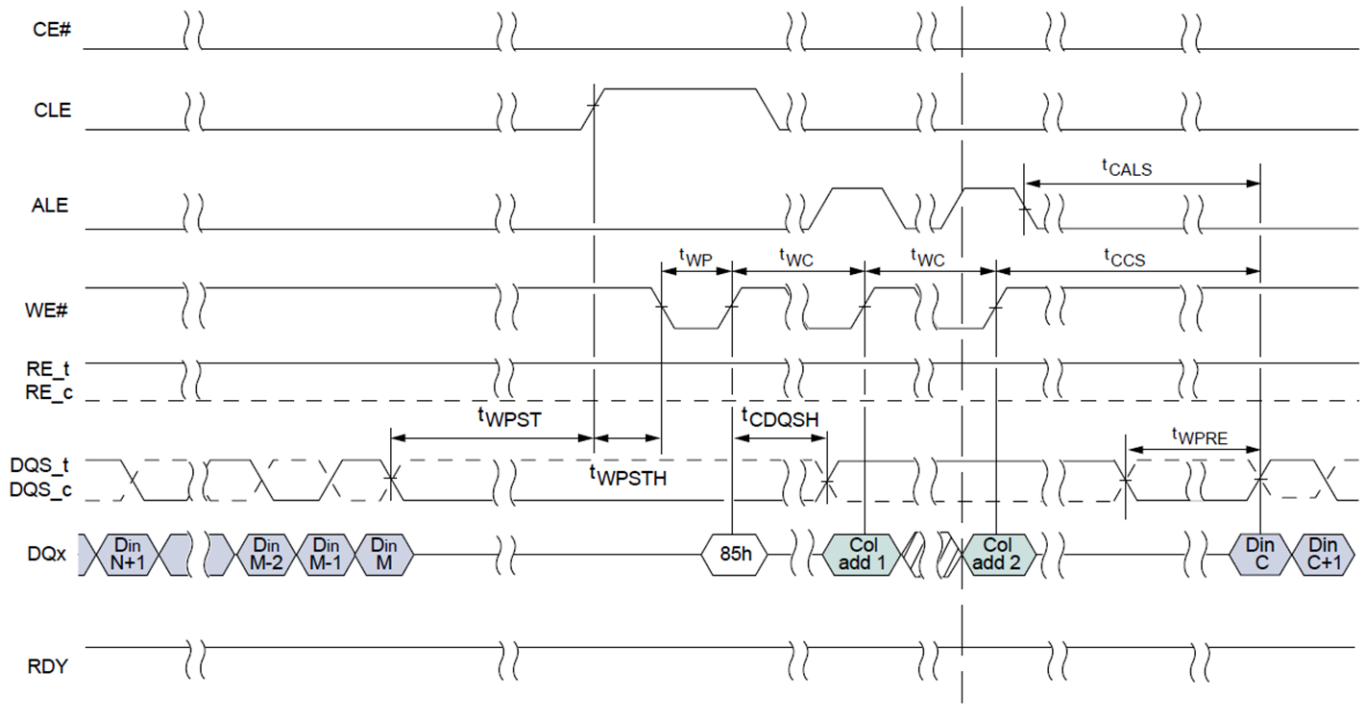 CE#
CLE
tCALS
ALE
tWP
tWC
tWC
tCCS
WE#
RE_t
RE_c
tWPST
tCDQSH
tWPRE
DQS_t
DQS_c
tWPSTH
DQx
Din
N+1
Din
M-2
Din
M-1
Din
M
85h
Col
add 1
Col
add 2
Din
C
Din
C+1
RDY